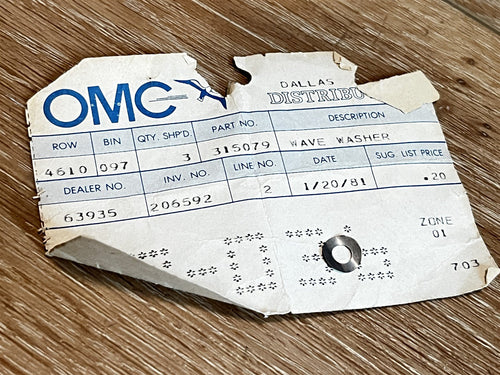 OMC DALLAS
DISTRIBU
ROW BIN QTY. SHP'D. PART NO. DESCRIPTION
4610 097 3 315079 WAVE WASHER
DEALER NO. INV. NO. LINE NO. DATE SUG. LIST PRICE
63935 206592 2 1/20/81 .20
ZONE
01
703